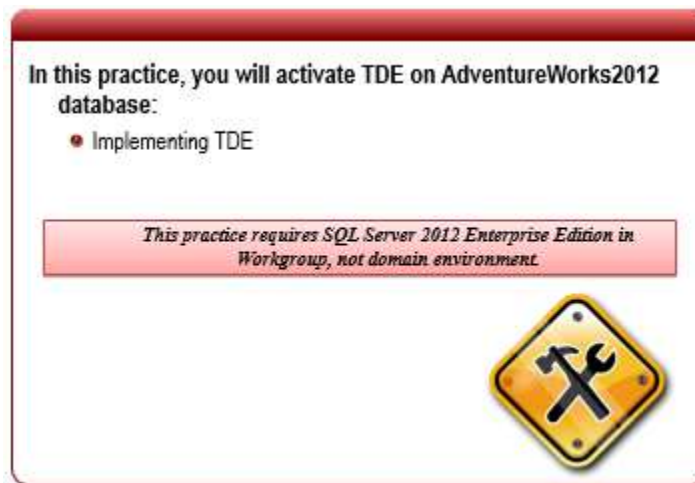 In this practice, you will activate TDE on AdventureWorks2012
database:
Implementing TDE
This practice requires SQL Server 2012 Enterprise Edition in
Workgroup, not domain environment.